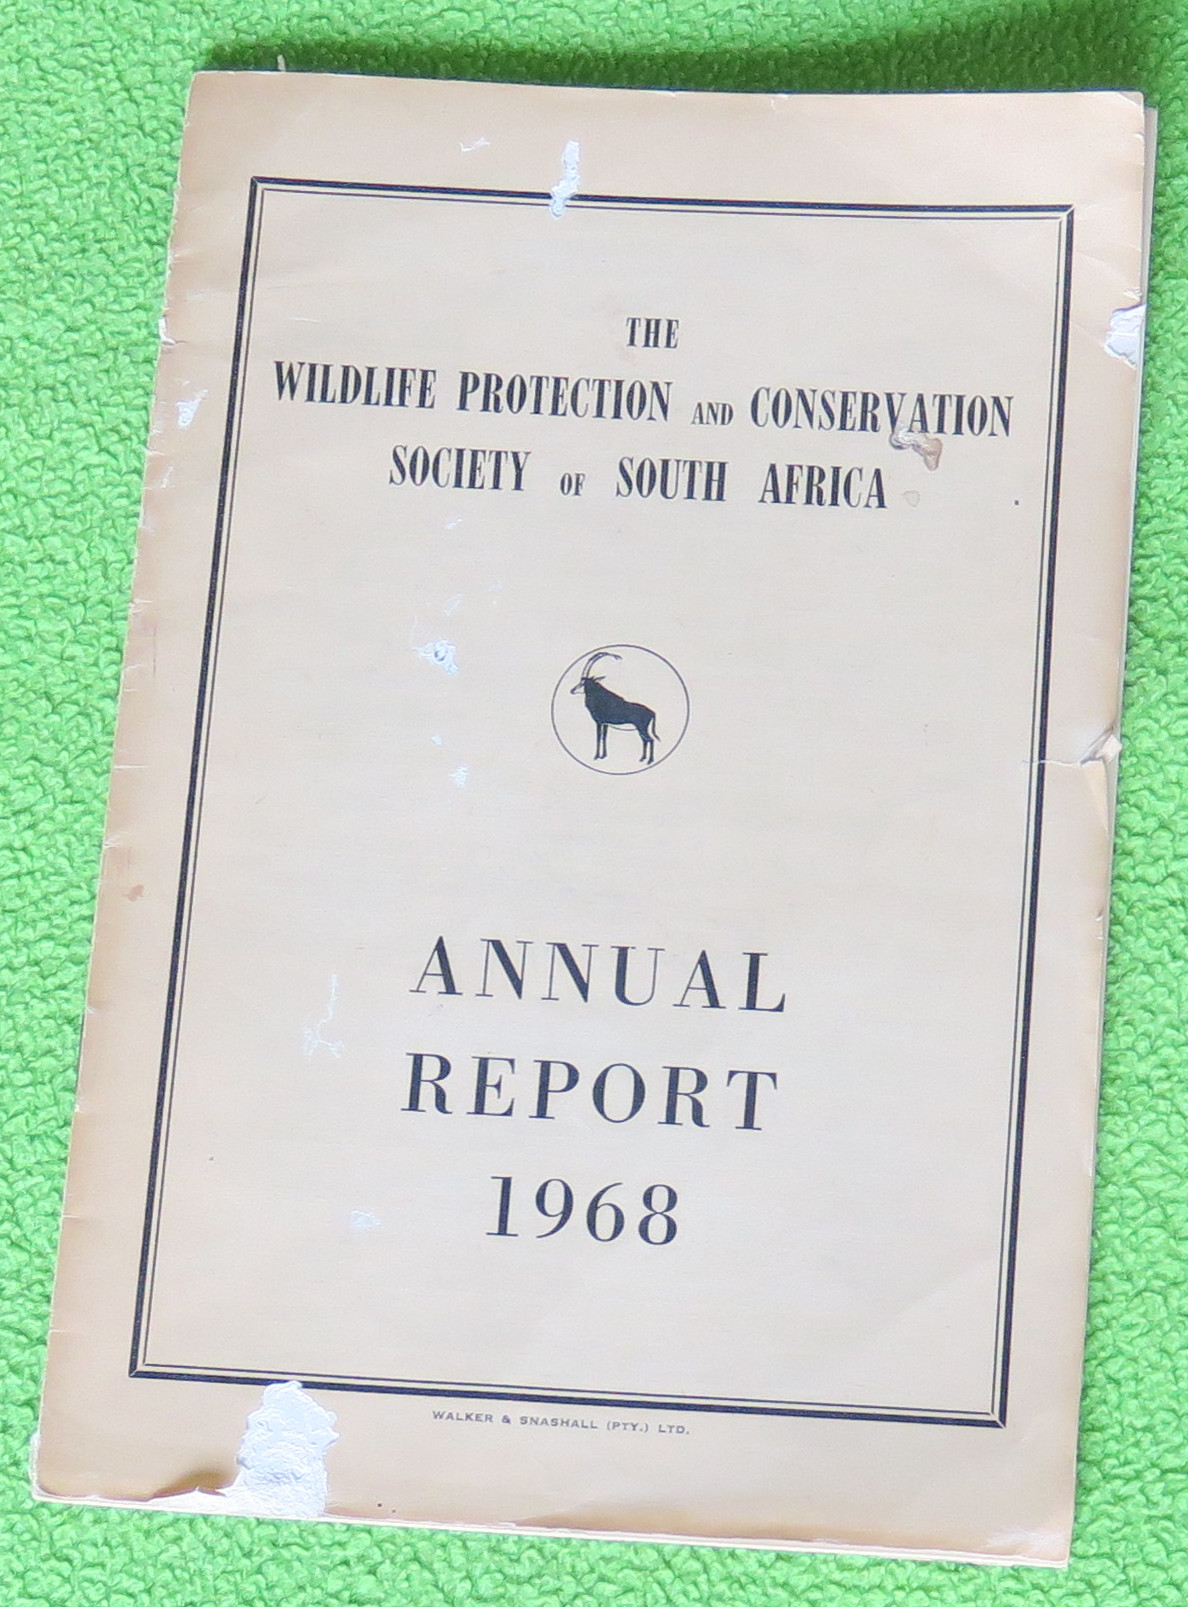 THE
WILDLIFE PROTECTION AND CONSERVATION
SOCIETY OF SOUTH AFRICA
ANNUAL
REPORT
1968
WALKER & SNASHALL (PTY.) LTD.